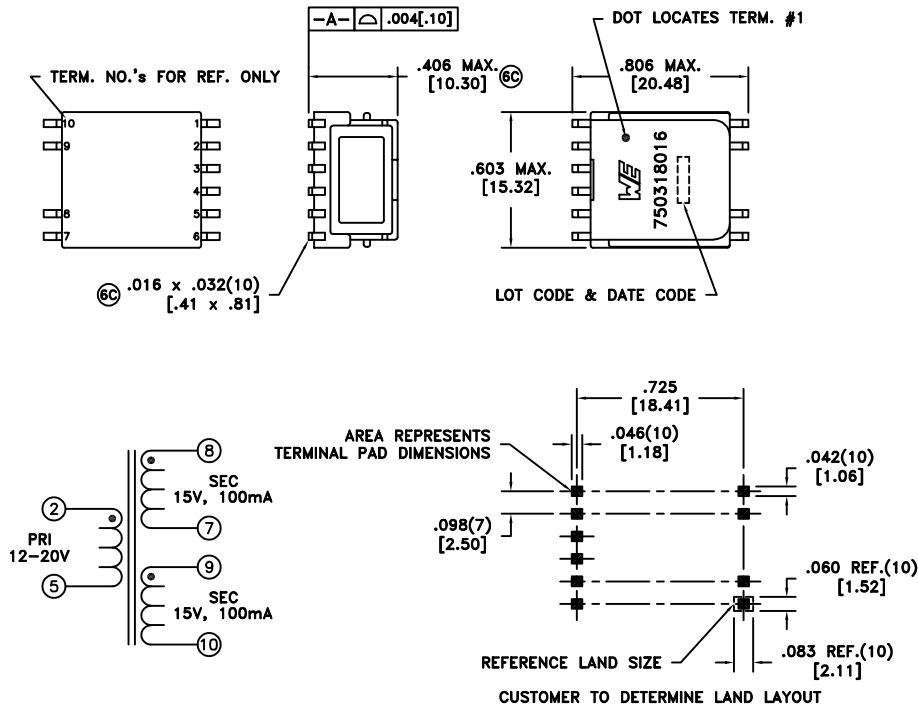 -A- ⌓ .004[.10]
DOT LOCATES TERM. #1
TERM. NO.'s FOR REF. ONLY
.406 MAX.
[10.30] 6C
.806 MAX.
[20.48]
10
9
8
7
1
2
3
4
5
6
.603 MAX.
[15.32]
WE
750318016
6C .016 x .032(10)
[.41 x .81]
LOT CODE & DATE CODE
.725
[18.41]
AREA REPRESENTS
TERMINAL PAD DIMENSIONS
.046(10)
[1.18]
.042(10)
[1.06]
.098(7)
[2.50]
.060 REF.(10)
[1.52]
.083 REF.(10)
[2.11]
REFERENCE LAND SIZE
CUSTOMER TO DETERMINE LAND LAYOUT
8
SEC
15V, 100mA
7
2
PRI
12-20V
5
9
SEC
15V, 100mA
10